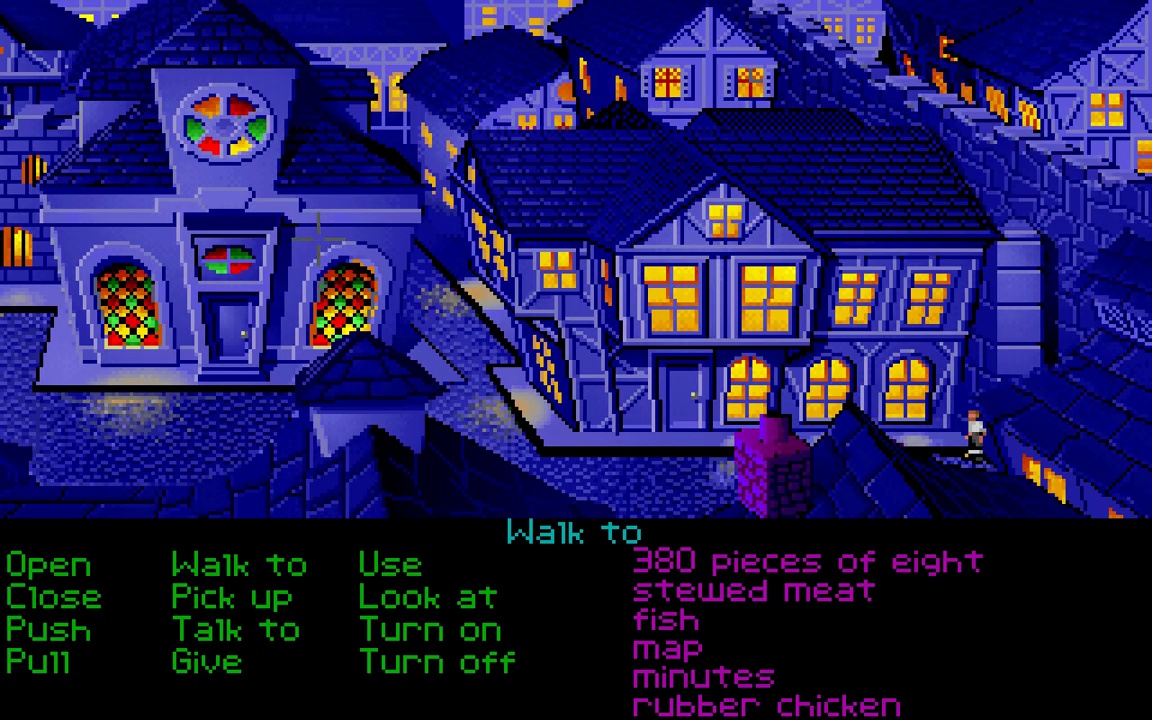 Walk to
Open Walk to Use
Close Pick up Look at
Push Talk to Turn on
Pull Give Turn off
380 pieces of eight
stewed meat
fish
map
minutes
rubber chicken